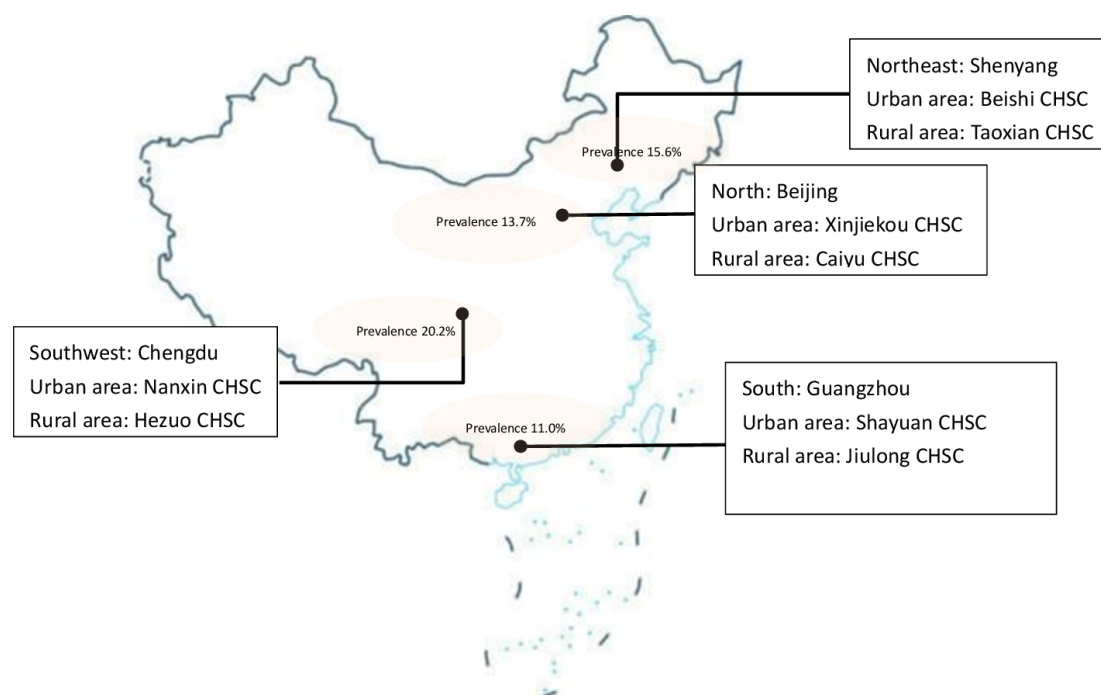 Northeast: Shenyang
Urban area: Beishi CHSC
Rural area: Taoxian CHSC
Prevalence 15.6%
North: Beijing
Urban area: Xinjiekou CHSC
Rural area: Caiyu CHSC
Prevalence 13.7%
Prevalence 20.2%
Southwest: Chengdu
Urban area: Nanxin CHSC
Rural area: Hezuo CHSC
South: Guangzhou
Urban area: Shayuan CHSC
Rural area: Jiulong CHSC
Prevalence 11.0%